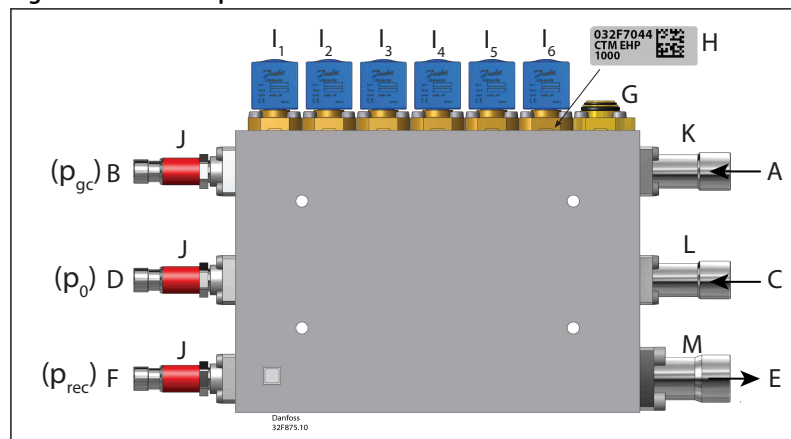 I1 I2 I3 I4 I5 I6
032F7044
CTM EHP
1000
H
G
J K
(pgc) B A
J L
(p0) D C
J M
(prec) F E
Danfoss
32F875.10